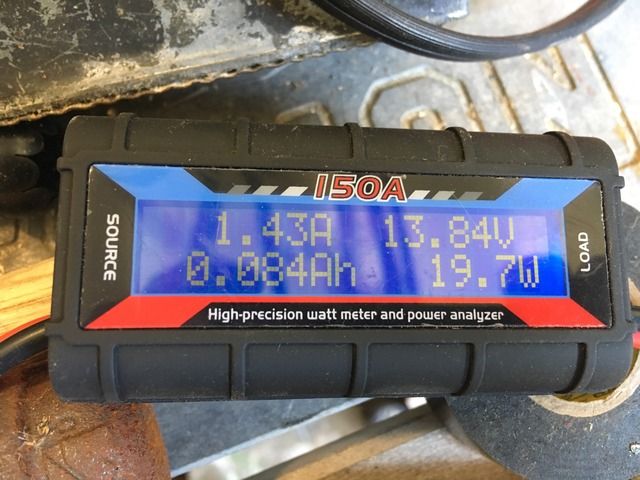 150A
SOURCE
1.43A 13.84V
0.084Ah 19.7W
LOAD
High-precision watt meter and power analyzer